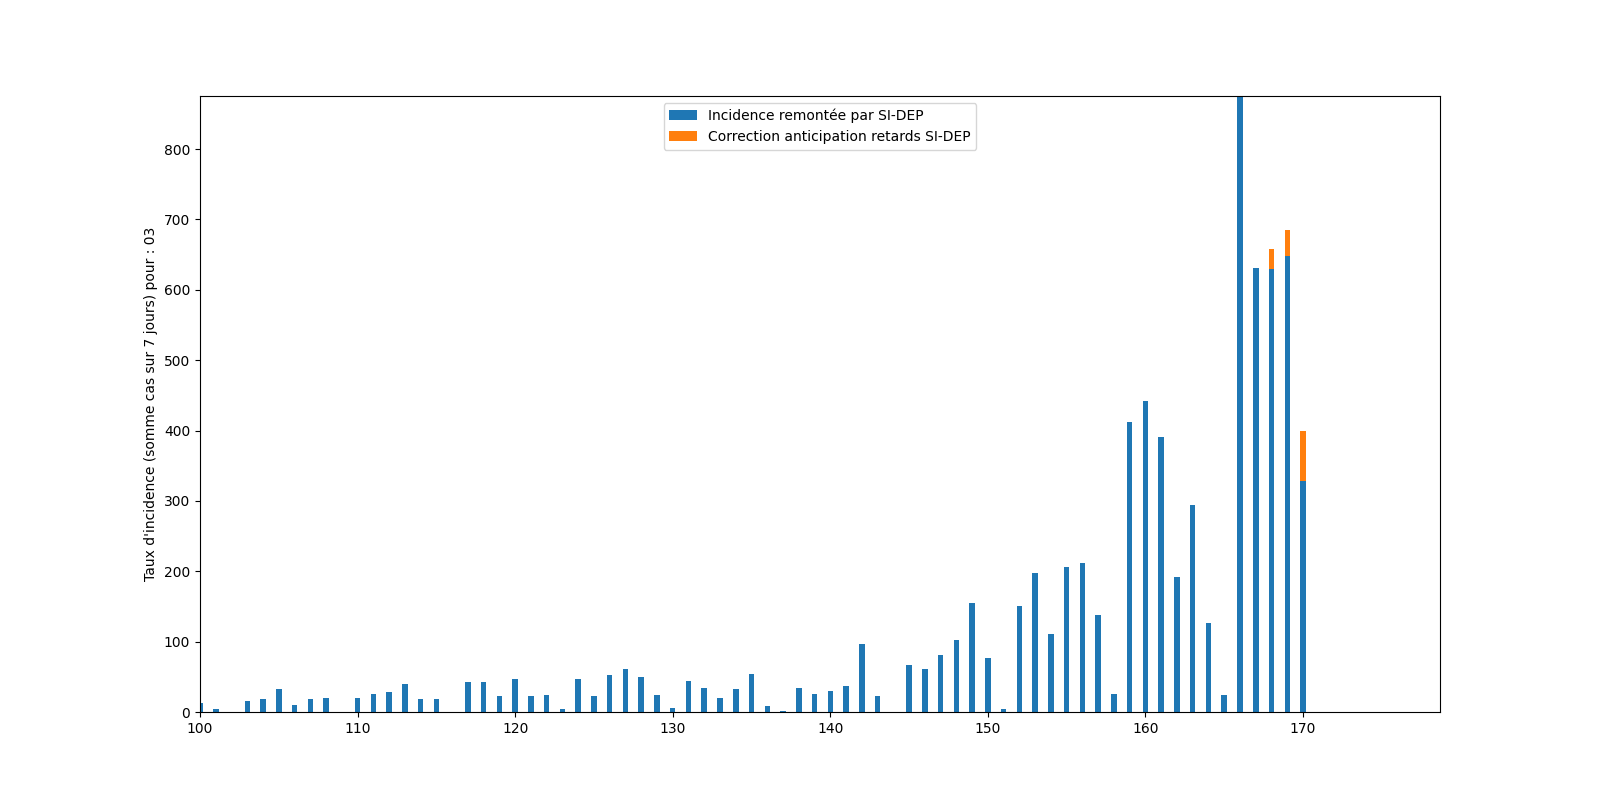 Incidence remontée par SI-DEP
Correction anticipation retards SI-DEP
Taux d'incidence (somme cas sur 7 jours) pour : 03
800
700
600
500
400
300
200
100
0
100 110 120 130 140 150 160 170